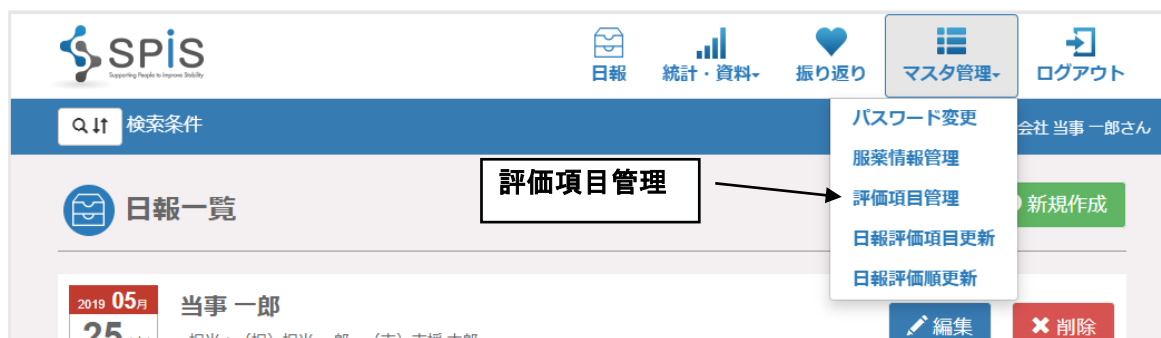 SPiS
Supporting People to Improve Stability
日報
統計・資料
振り返り
マスタ管理
ログアウト
検索条件
会社 当事 一郎さん
パスワード変更
服薬情報管理
評価項目管理
日報評価項目更新
日報評価順更新
評価項目管理
日報一覧
新規作成
2019 05月
25
当事 一郎
編集
削除